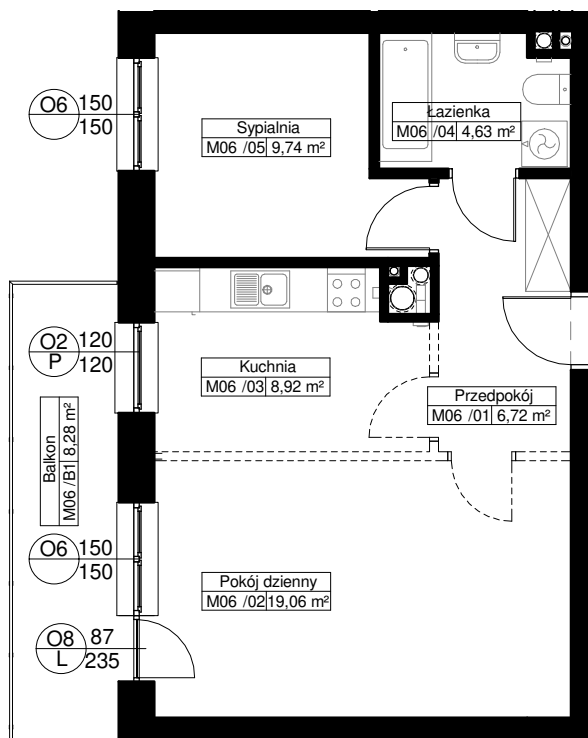 O6 150
150
Sypialnia
M06 /05 9,74 m²
Łazienka
M06 /04 4,63 m²
O2 120
P 120
Kuchnia
M06 /03 8,92 m²
Przedpokój
M06 /01 6,72 m²
Balkon
M06 /B1 8,28 m²
O6 150
150
Pokój dzienny
M06 /02 19,06 m²
O8 87
L 235